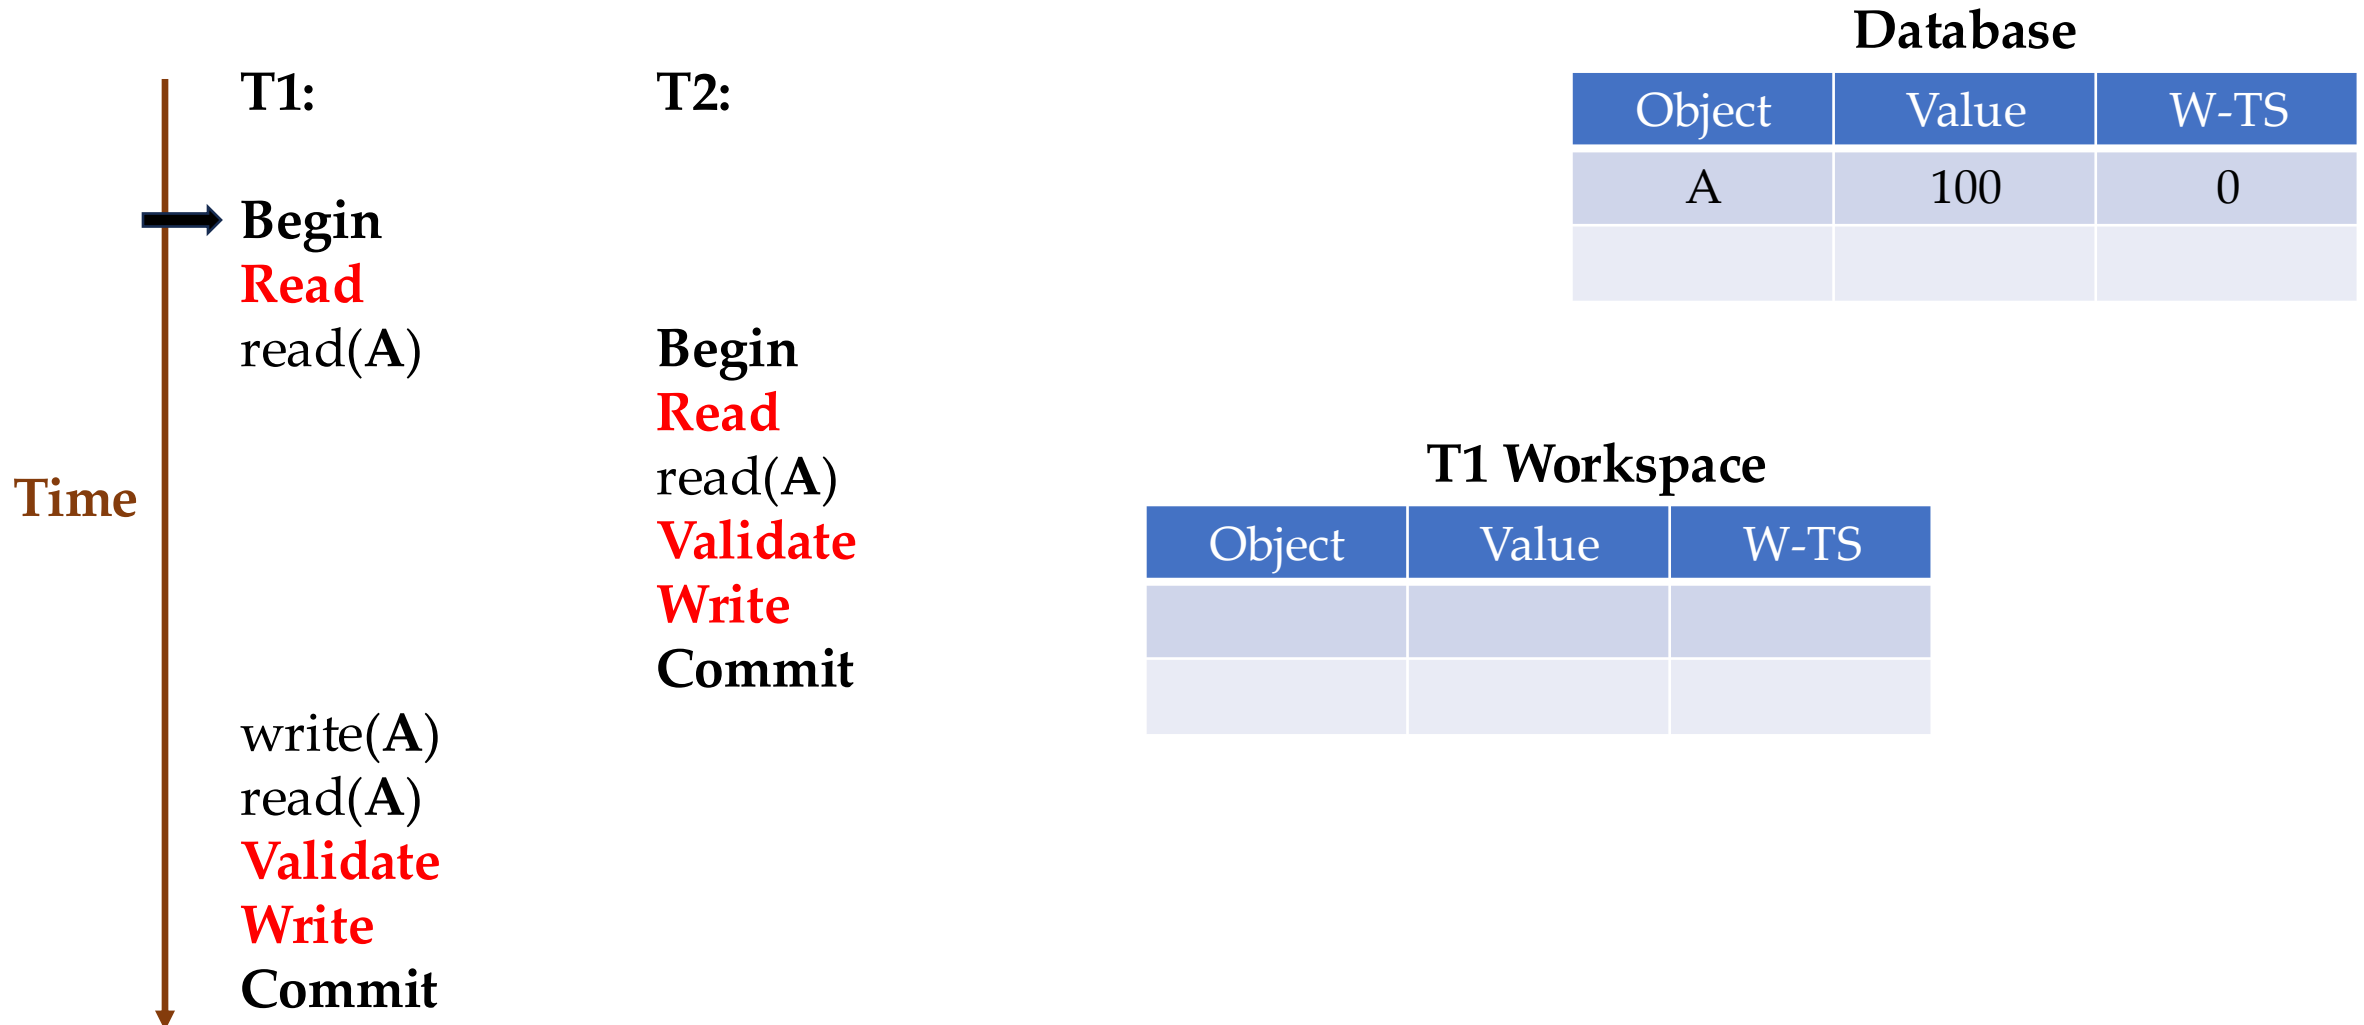 Database
T1:
T2:
Object Value W-TS
A 100 0
Begin
Read
read(A)
Begin
Read
read(A)
Validate
Write
Commit
Time
T1 Workspace
Object Value W-TS
write(A)
read(A)
Validate
Write
Commit